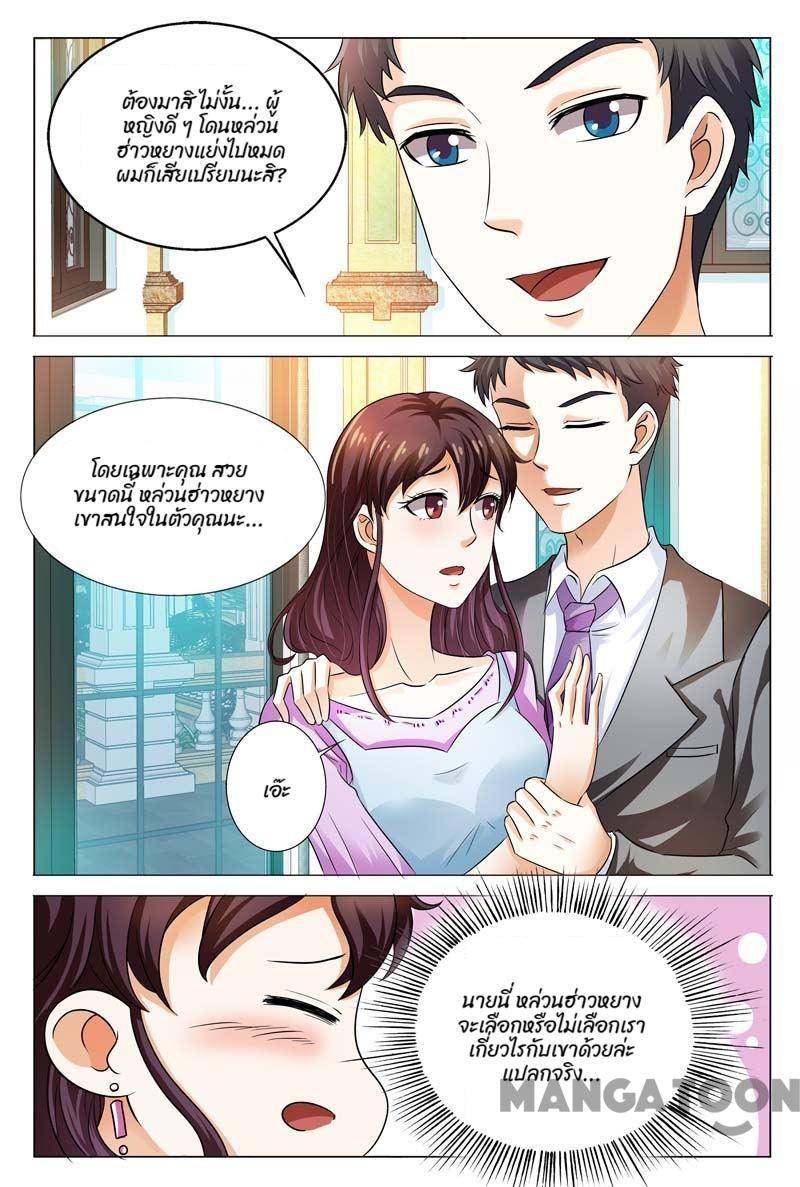 ต้องมาสิ ไม่งั้น... ผู้
หญิงดี ๆ โดนหล่วน
ฮ่าวหยางแย่งไปหมด
ผมก็เสียเปรียบนะสิ?
โดยเฉพาะคุณ สวย
ขนาดนี้ หล่วนฮ่าวหยาง
เขาสนใจในตัวคุณนะ...
เอ๊ะ
นายนี่ หล่วนฮ่าวหยาง
จะเลือกหรือไม่เลือกเรา
เกี่ยวไรกับเขาด้วยล่ะ
แปลกจริง...
MANGATOON